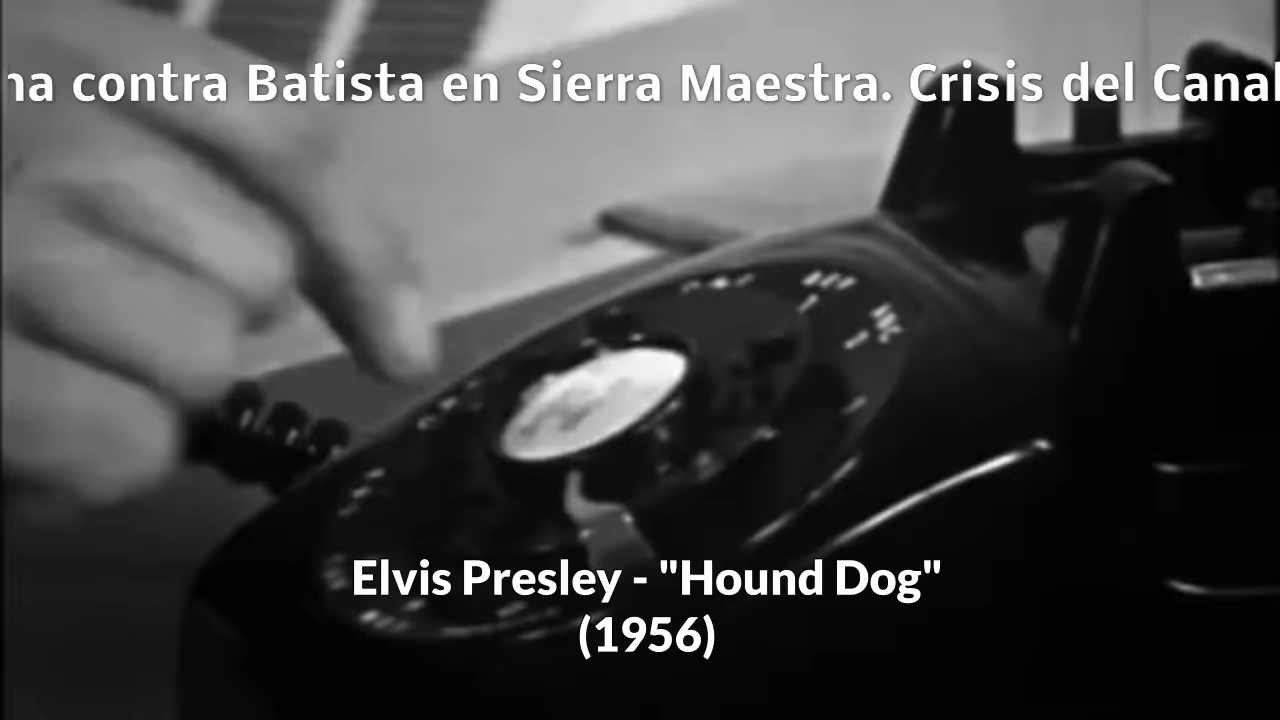 contra Batista en Sierra Maestra. Crisis del Canal
Elvis Presley - "Hound Dog"
(1956)